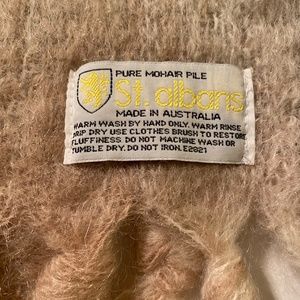 PURE MOHAIR PILE
St. albans
MADE IN AUSTRALIA
WARM WASH BY HAND ONLY. WARM RINSE
DRIP DRY USE CLOTHES BRUSH TO RESTORE
FLUFFINESS. DO NOT MACHINE WASH OR
TUMBLE DRY. DO NOT IRON. E2821